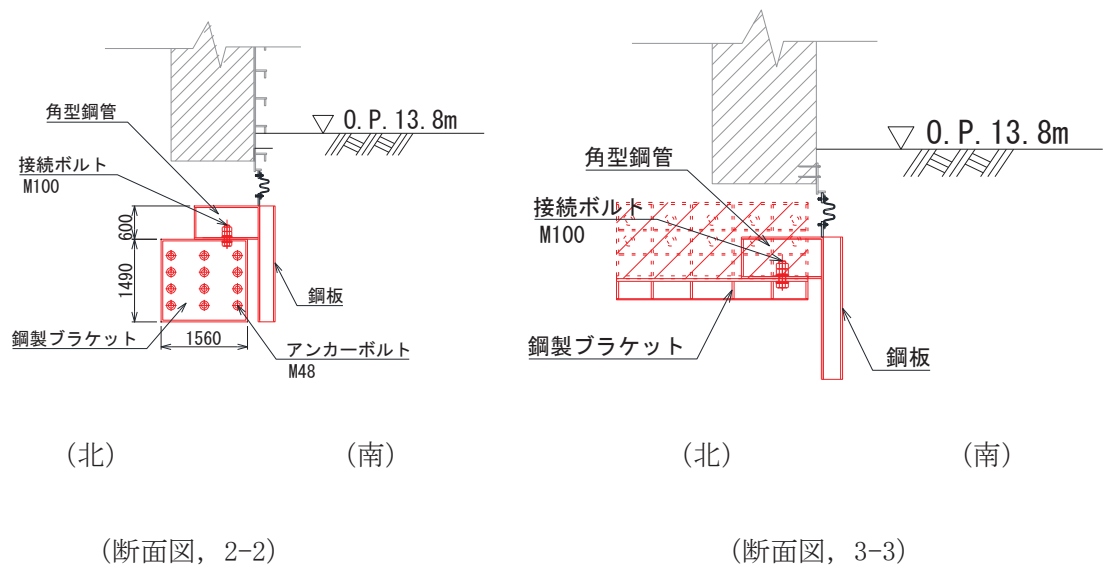 角型鋼管
▽ O.P.13.8m
接続ボルト
M100
600
1490
鋼板
鋼製ブラケット
1560
アンカーボルト
M48
(北)
(南)
(断面図, 2-2)
▽ O.P.13.8m
角型鋼管
接続ボルト
M100
鋼製ブラケット
鋼板
(北)
(南)
(断面図, 3-3)